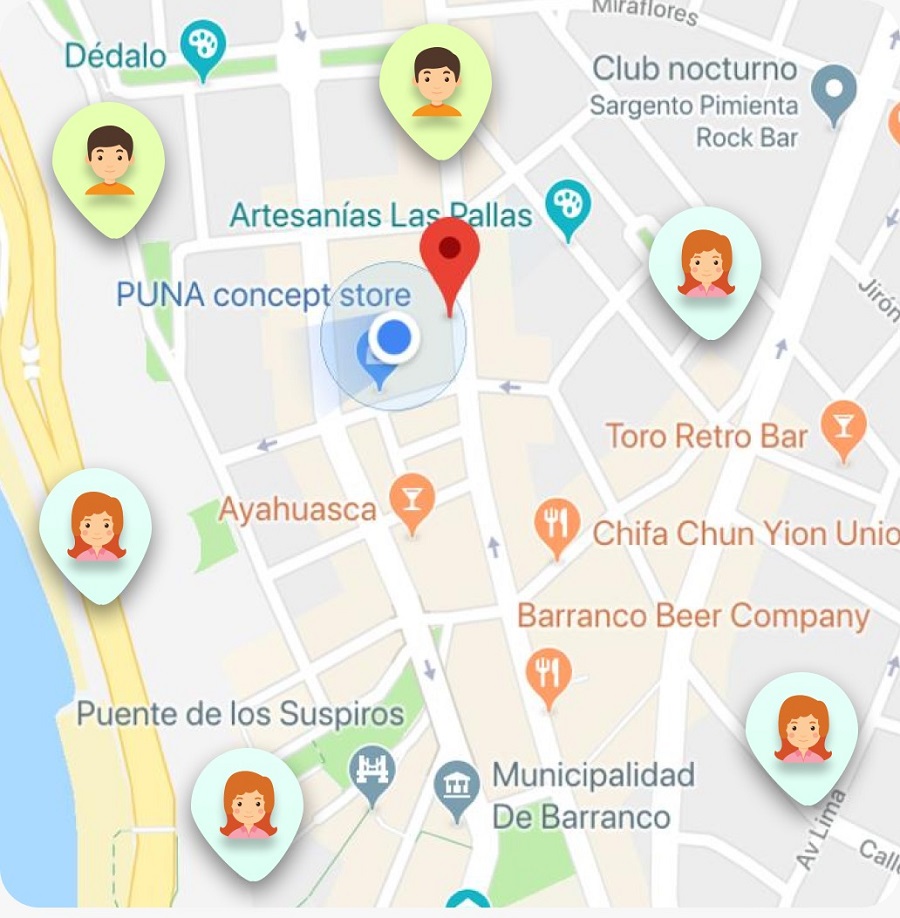 Miraflores
Dédalo
Club nocturno
Sargento Pimienta
Rock Bar
Artesanías Las Pallas
PUNA concept store
Jirón
Toro Retro Bar
Ayahuasca
Chifa Chun Yion Unio
Barranco Beer Company
Puente de los Suspiros
Municipalidad
De Barranco
Av Lima
Calle